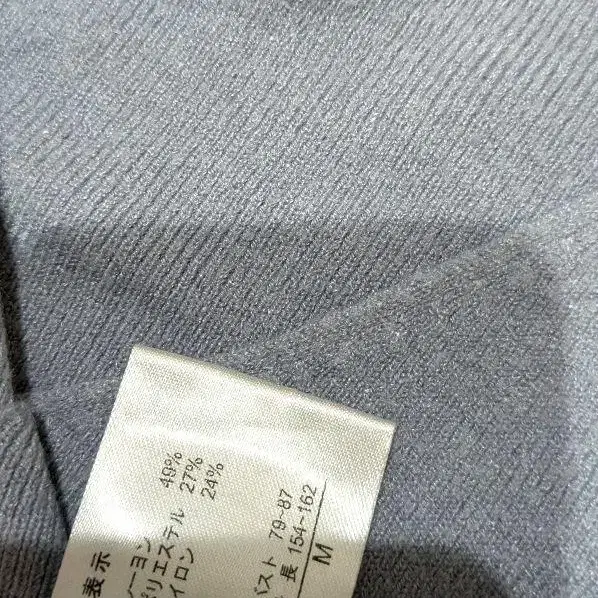 表示
ーヨン 49%
リエステル 27%
イロン 24%
バスト 79~87
長 154~162
M